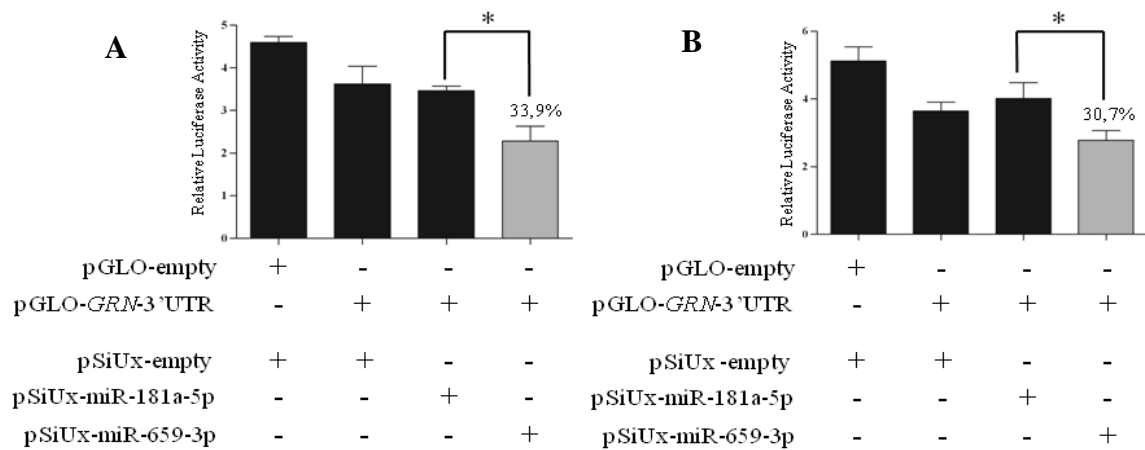 A
Relative Luciferase Activity
5
4
3
2
1
0
*
33,9%
pGLO-empty + - - -
pGLO-GRN-3'UTR - + + +
pSiUx-empty + + - -
pSiUx-miR-181a-5p - - + -
pSiUx-miR-659-3p - - - +
B
Relative Luciferase Activity
6
4
2
0
*
30,7%
pGLO-empty + - - -
pGLO-GRN-3'UTR - + + +
pSiUx -empty + + - -
pSiUx-miR-181a-5p - - + -
pSiUx-miR-659-3p - - - +